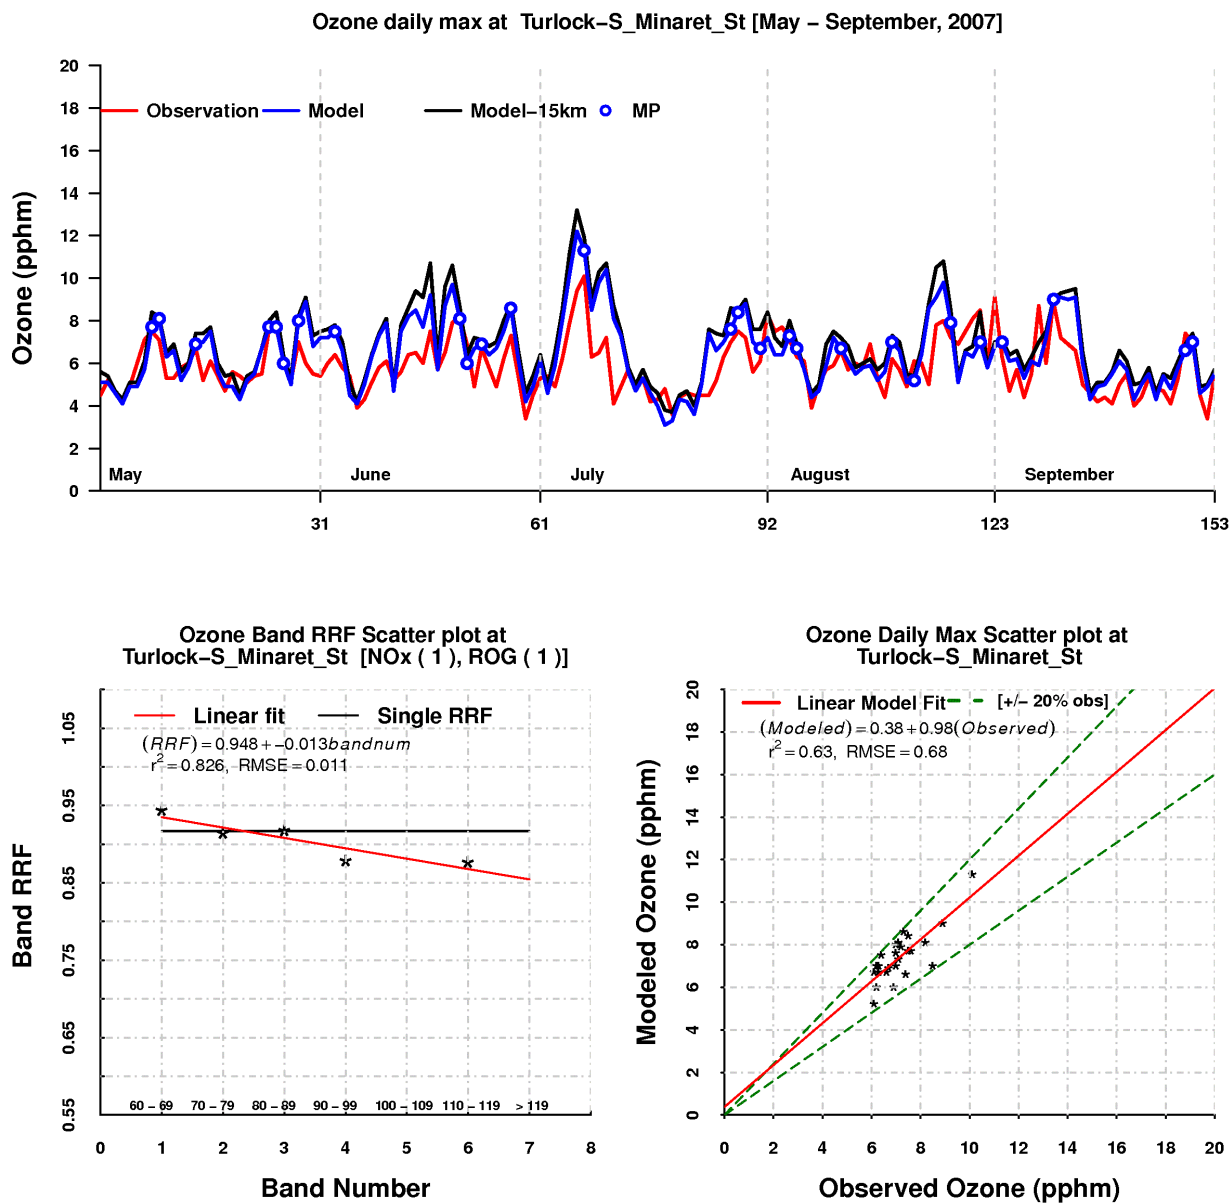 Ozone daily max at Turlock−S_Minaret_St [May − September, 2007]
Ozone (pphm)
20
18
16
14
12
10
8
6
4
2
0
Observation Model Model−15km MP
May June July August September
31 61 92 123 153
Ozone Band RRF Scatter plot at
Turlock−S_Minaret_St [NOx ( 1 ), ROG ( 1 )]
Band RRF
1.05
0.95
0.85
0.75
0.65
0.55
Linear fit Single RRF
(RRF) = 0.948 + −0.013bandnum
r2 = 0.826, RMSE = 0.011
60 − 69 70 − 79 80 − 89 90 − 99 100 − 109 110 − 119 > 119
0 1 2 3 4 5 6 7 8
Band Number
Ozone Daily Max Scatter plot at
Turlock−S_Minaret_St
Modeled Ozone (pphm)
20
18
16
14
12
10
8
6
4
2
0
Linear Model Fit [+/− 20% obs]
(Modeled) = 0.38 + 0.98(Observed)
r2 = 0.63, RMSE = 0.68
0 2 4 6 8 10 12 14 16 18 20
Observed Ozone (pphm)